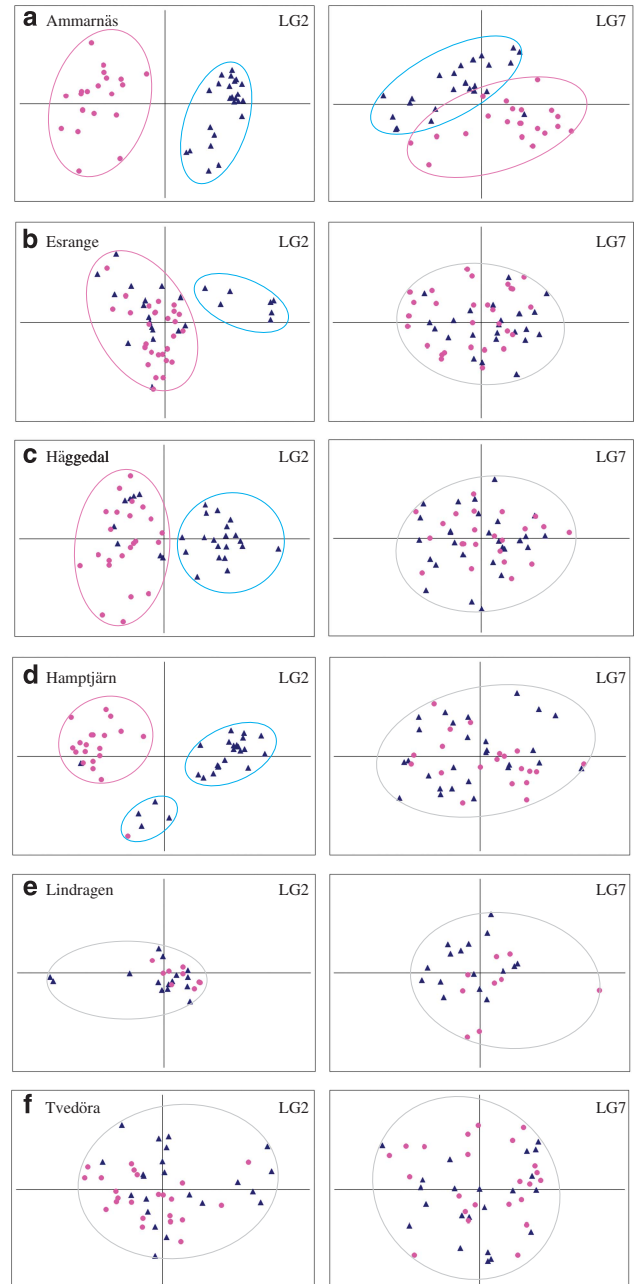 a Ammarnäs LG2 LG7
b Esrange LG2 LG7
c Häggedal LG2 LG7
d Hamptjärn LG2 LG7
e Lindragen LG2 LG7
f Tvedöra LG2 LG7